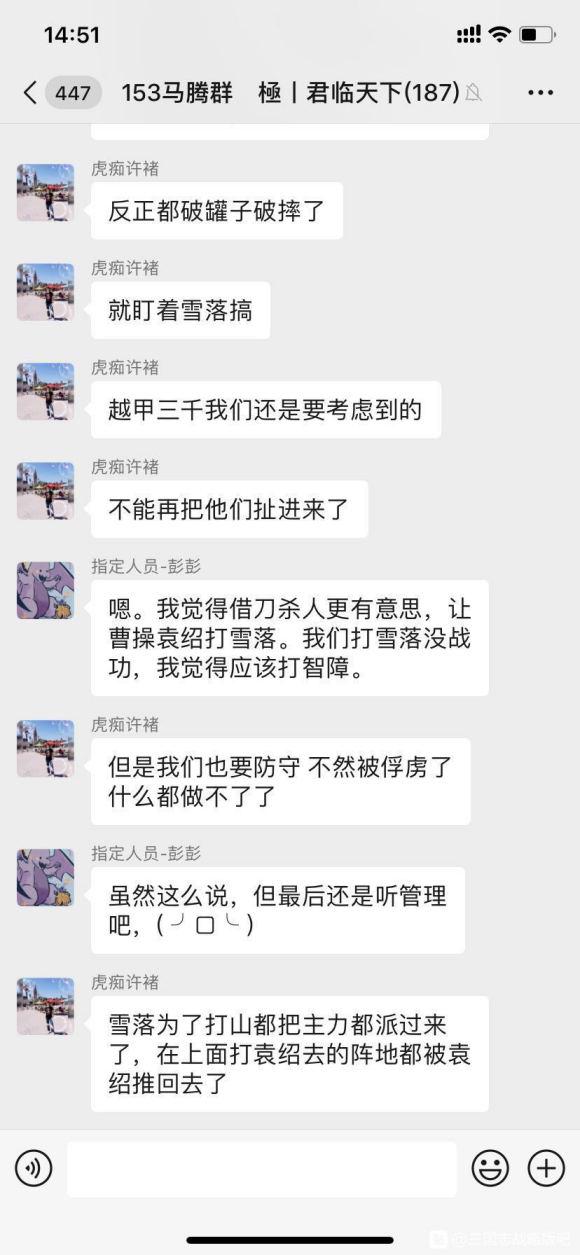 14:51
447 153马腾群 極丨君临天下(187)
虎痴许褚
反正都破罐子破摔了
虎痴许褚
就盯着雪落搞
虎痴许褚
越甲三千我们还是要考虑到的
虎痴许褚
不能再把他们扯进来了
指定人员-彭彭
嗯。我觉得借刀杀人更有意思，让
曹操袁绍打雪落。我们打雪落没战
功，我觉得应该打智障。
虎痴许褚
但是我们也要防守 不然被俘虏了
什么都做不了了
指定人员-彭彭
虽然这么说，但最后还是听管理
吧，(╯□╰)
虎痴许褚
雪落为了打山都把主力都派过来
了，在上面打袁绍去的阵地都被袁
绍推回去了
@三国志战略版吧